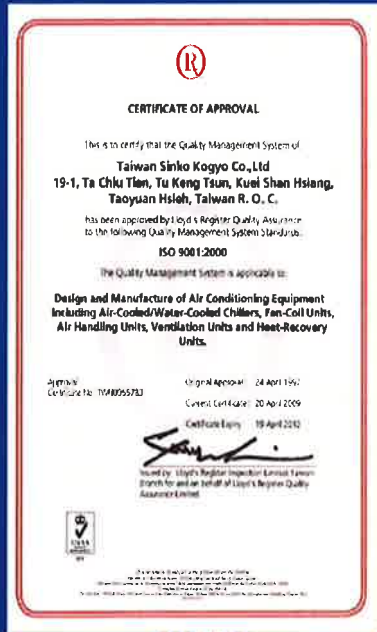 CERTIFICATE OF APPROVAL
This is to certify that the Quality Management System of
Taiwan Sinko Kogyo Co.,Ltd
19-1, Ta Chiu Tien, Tu Keng Tsun, Kuei Shan Hsiang,
Taoyuan Hsieh, Taiwan R. O. C.
has been approved by Lloyd's Register Quality Assurance
to the following Quality Management System Standards:
ISO 9001:2000
The Quality Management System is applicable to:
Design and Manufacture of Air Conditioning Equipment
Including Air-Cooled/Water-Cooled Chillers, Fan-Coil Units,
Air Handling Units, Ventilation Units and Heat-Recovery
Units.
Approval
Certificate No:
Original Approval: 24 April 1997
Current Certificate: 20 April 2009
Certificate Expiry: 19 April 2012
Issued by: Lloyd's Register Inspection Limited Taiwan
Branch for and on behalf of Lloyd's Register Quality
Assurance Limited